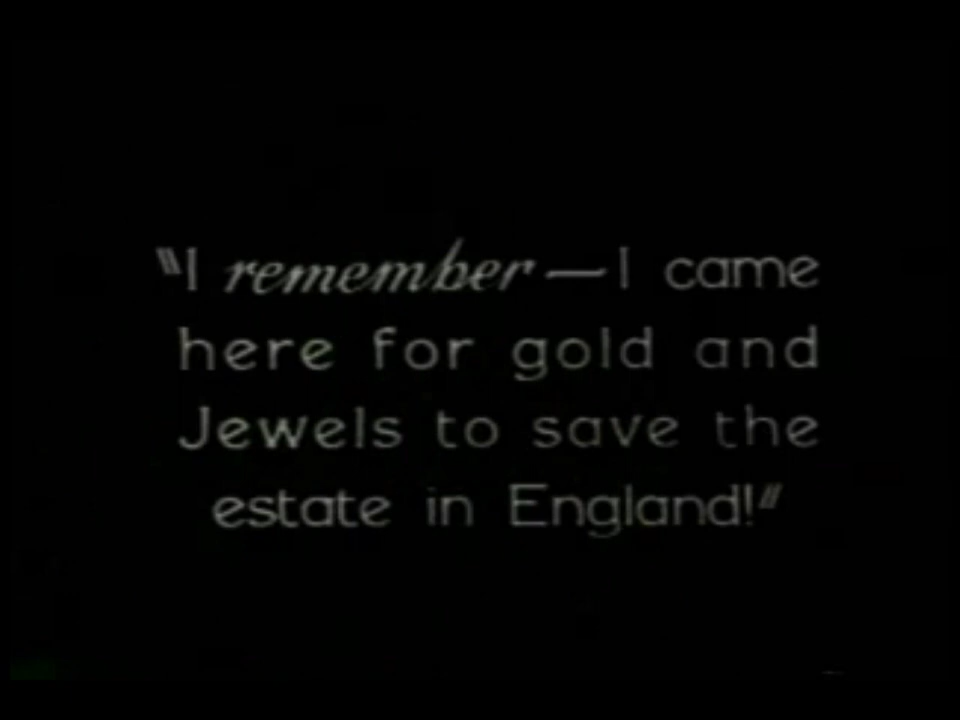 "I remember — I came
here for gold and
Jewels to save the
estate in England!"